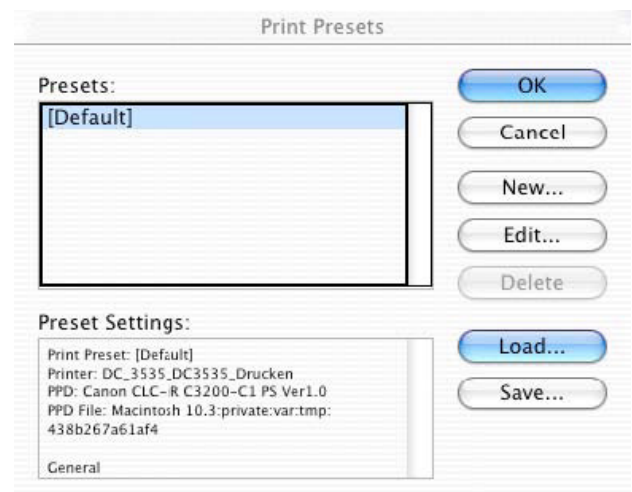 Print Presets
Presets:
[Default]
OK
Cancel
New...
Edit...
Delete
Preset Settings:
Print Preset: [Default]
Printer: DC_3535_DC3535_Drucken
PPD: Canon CLC-iR C3200-C1 PS Ver1.0
PPD File: Macintosh 10.3:private:var:tmp:
438b267a61af4
General
Load...
Save...